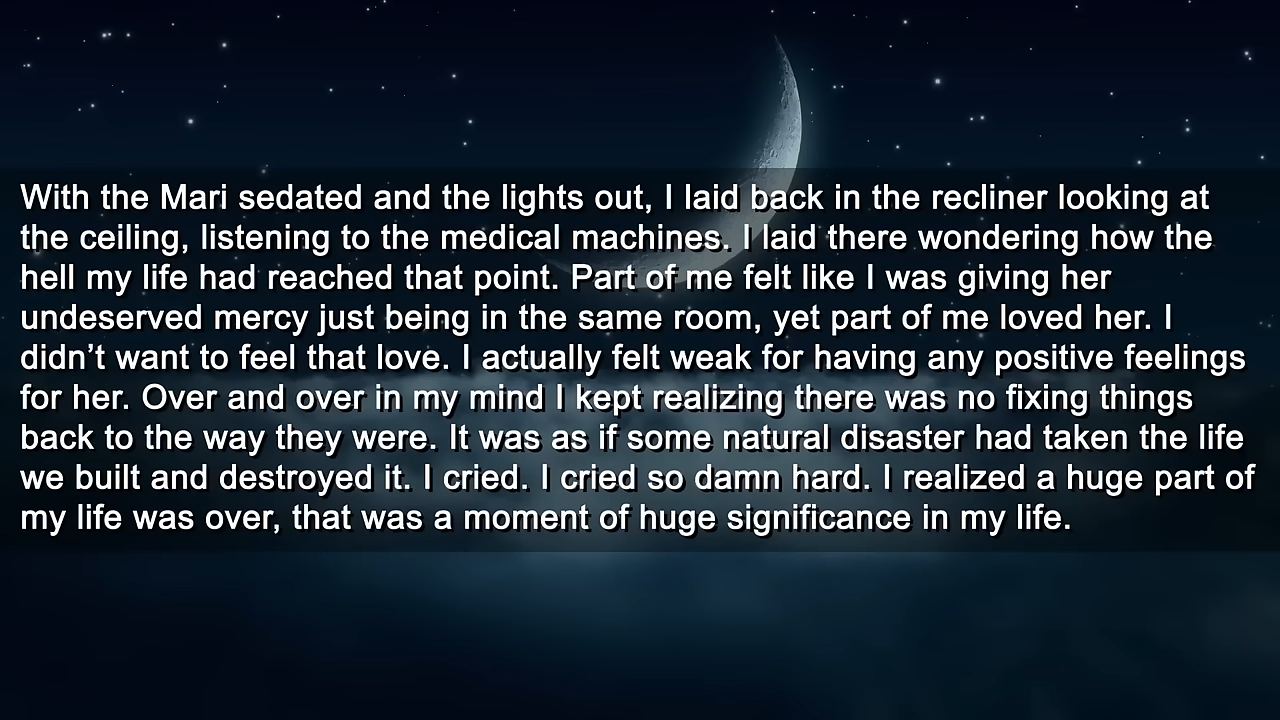 With the Mari sedated and the lights out, I laid back in the recliner looking at
the ceiling, listening to the medical machines. I laid there wondering how the
hell my life had reached that point. Part of me felt like I was giving her
undeserved mercy just being in the same room, yet part of me loved her. I
didn’t want to feel that love. I actually felt weak for having any positive feelings
for her. Over and over in my mind I kept realizing there was no fixing things
back to the way they were. It was as if some natural disaster had taken the life
we built and destroyed it. I cried. I cried so damn hard. I realized a huge part of
my life was over, that was a moment of huge significance in my life.